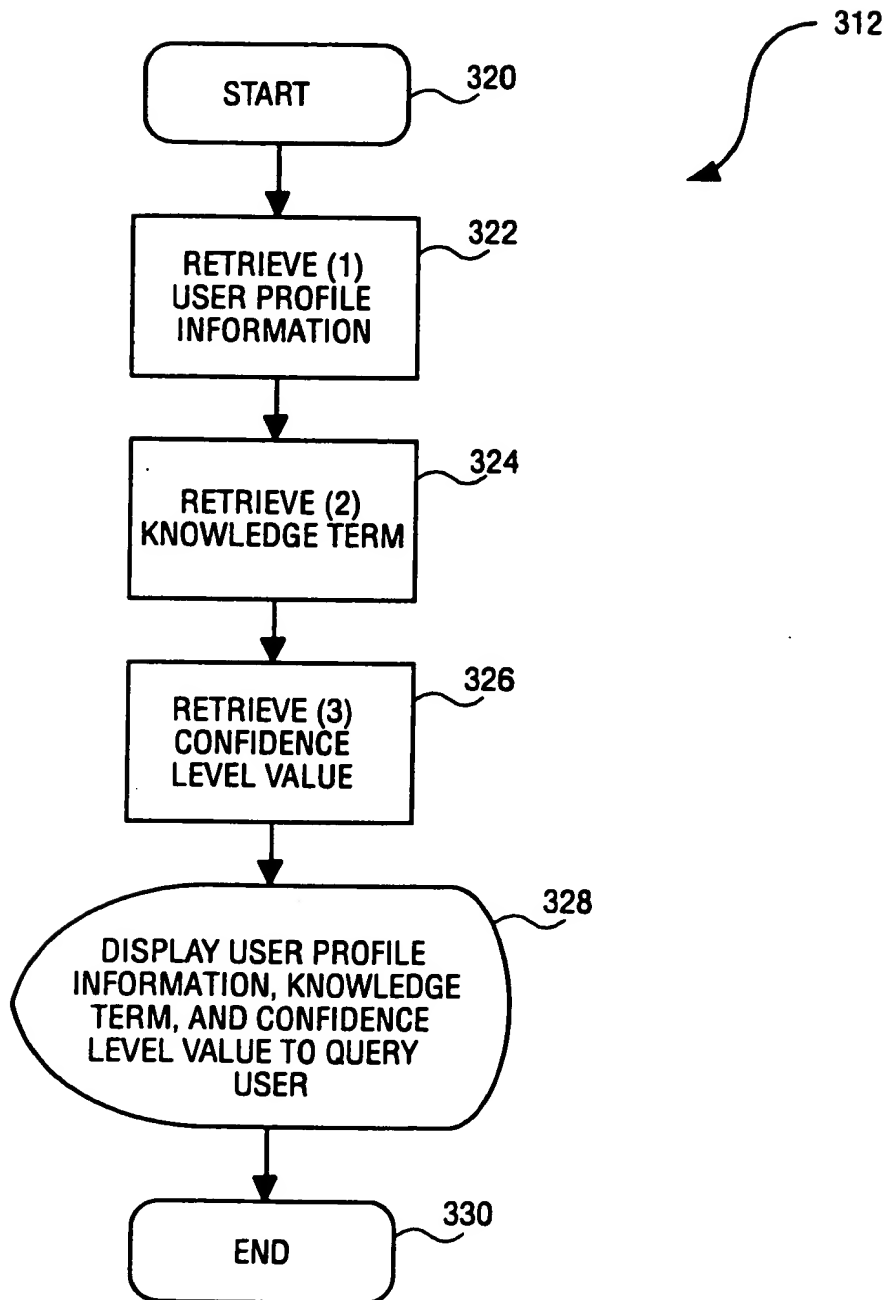 312
START
320
RETRIEVE (1)
USER PROFILE
INFORMATION
322
RETRIEVE (2)
KNOWLEDGE TERM
324
RETRIEVE (3)
CONFIDENCE
LEVEL VALUE
326
DISPLAY USER PROFILE
INFORMATION, KNOWLEDGE
TERM, AND CONFIDENCE
LEVEL VALUE TO QUERY
USER
328
END
330